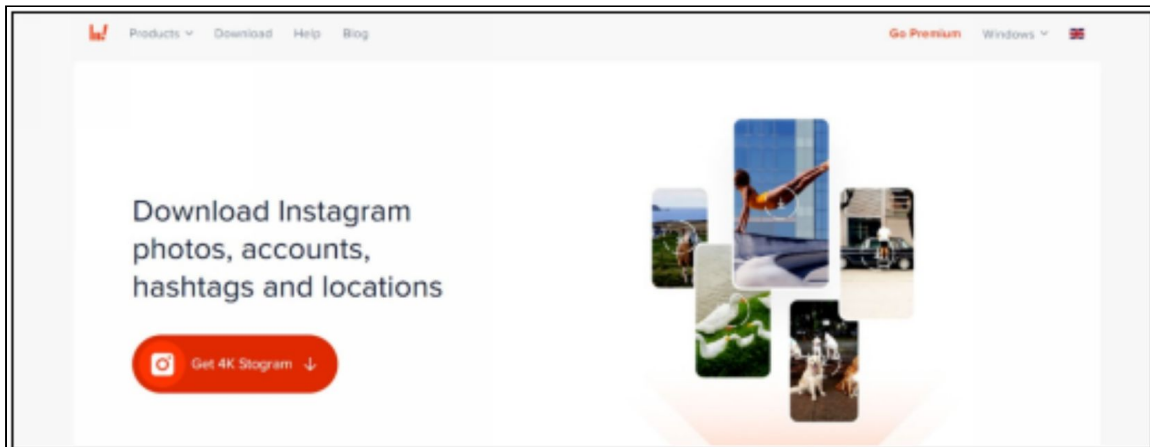 Products
Download
Help
Blog
Go Premium
Windows
Download Instagram
photos, accounts,
hashtags and locations
Get 4K Stogram